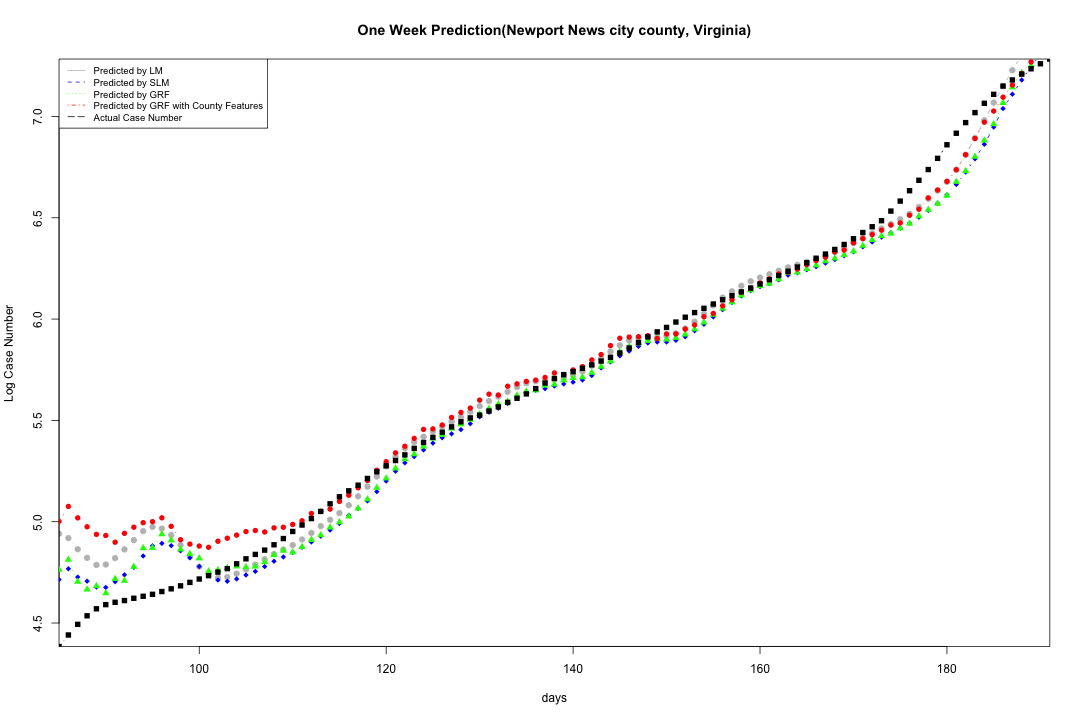 One Week Prediction(Newport News city county, Virginia)
Predicted by LM
Predicted by SLM
Predicted by GRF
Predicted by GRF with County Features
Actual Case Number
7.0
6.5
6.0
5.5
5.0
4.5
Log Case Number
100 120 140 160 180
days